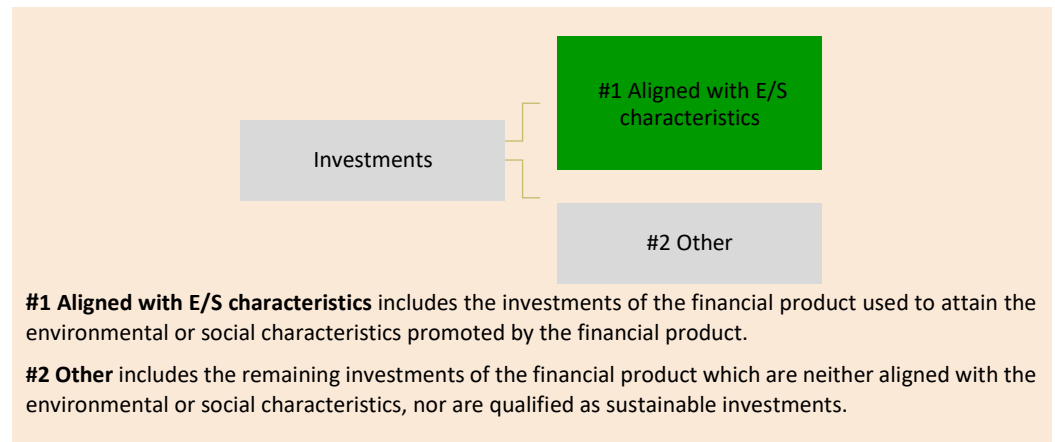 #1 Aligned with E/S
characteristics
Investments
#2 Other
#1 Aligned with E/S characteristics includes the investments of the financial product used to attain the
environmental or social characteristics promoted by the financial product.
#2 Other includes the remaining investments of the financial product which are neither aligned with the
environmental or social characteristics, nor are qualified as sustainable investments.